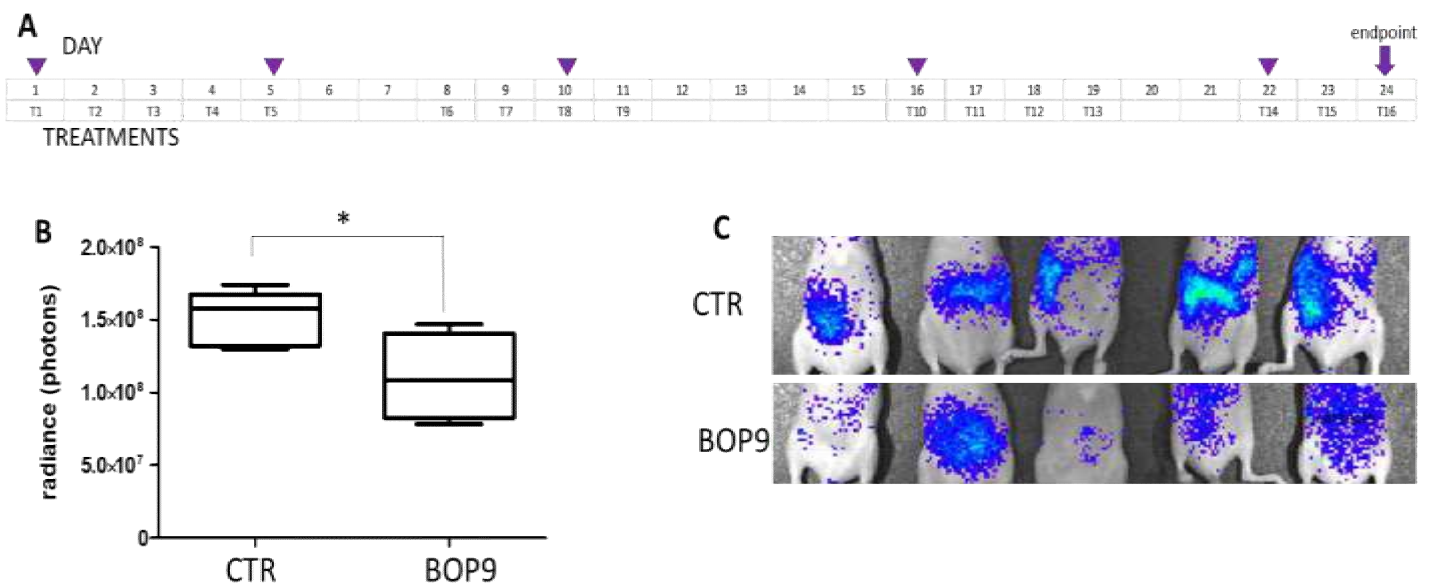 A
DAY
endpoint
1 2 3 4 5 6 7 8 9 10 11 12 13 14 15 16 17 18 19 20 21 22 23 24
T1 T2 T3 T4 T5 T6 T7 T8 T9 T10 T11 T12 T13 T14 T15 T16
TREATMENTS
B
*
2.0×10⁸
1.5×10⁸
1.0×10⁸
5.0×10⁷
0
radiance (photons)
CTR BOP9
C
CTR
BOP9